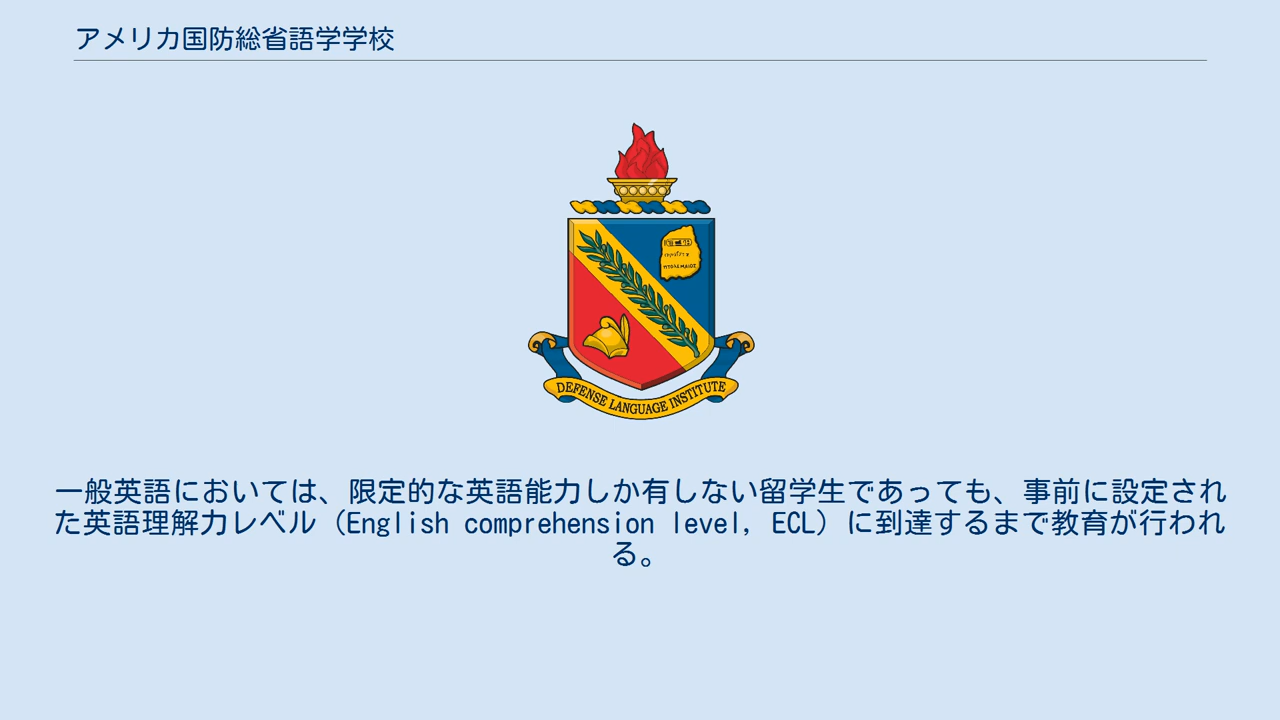 アメリカ国防総省語学学校
ΠΤΟΛΕΜΑΙΟΣ
DEFENSE LANGUAGE INSTITUTE
一般英語においては、限定的な英語能力しか有しない留学生であっても、事前に設定され
た英語理解力レベル（English comprehension level, ECL）に到達するまで教育が行われ
る。